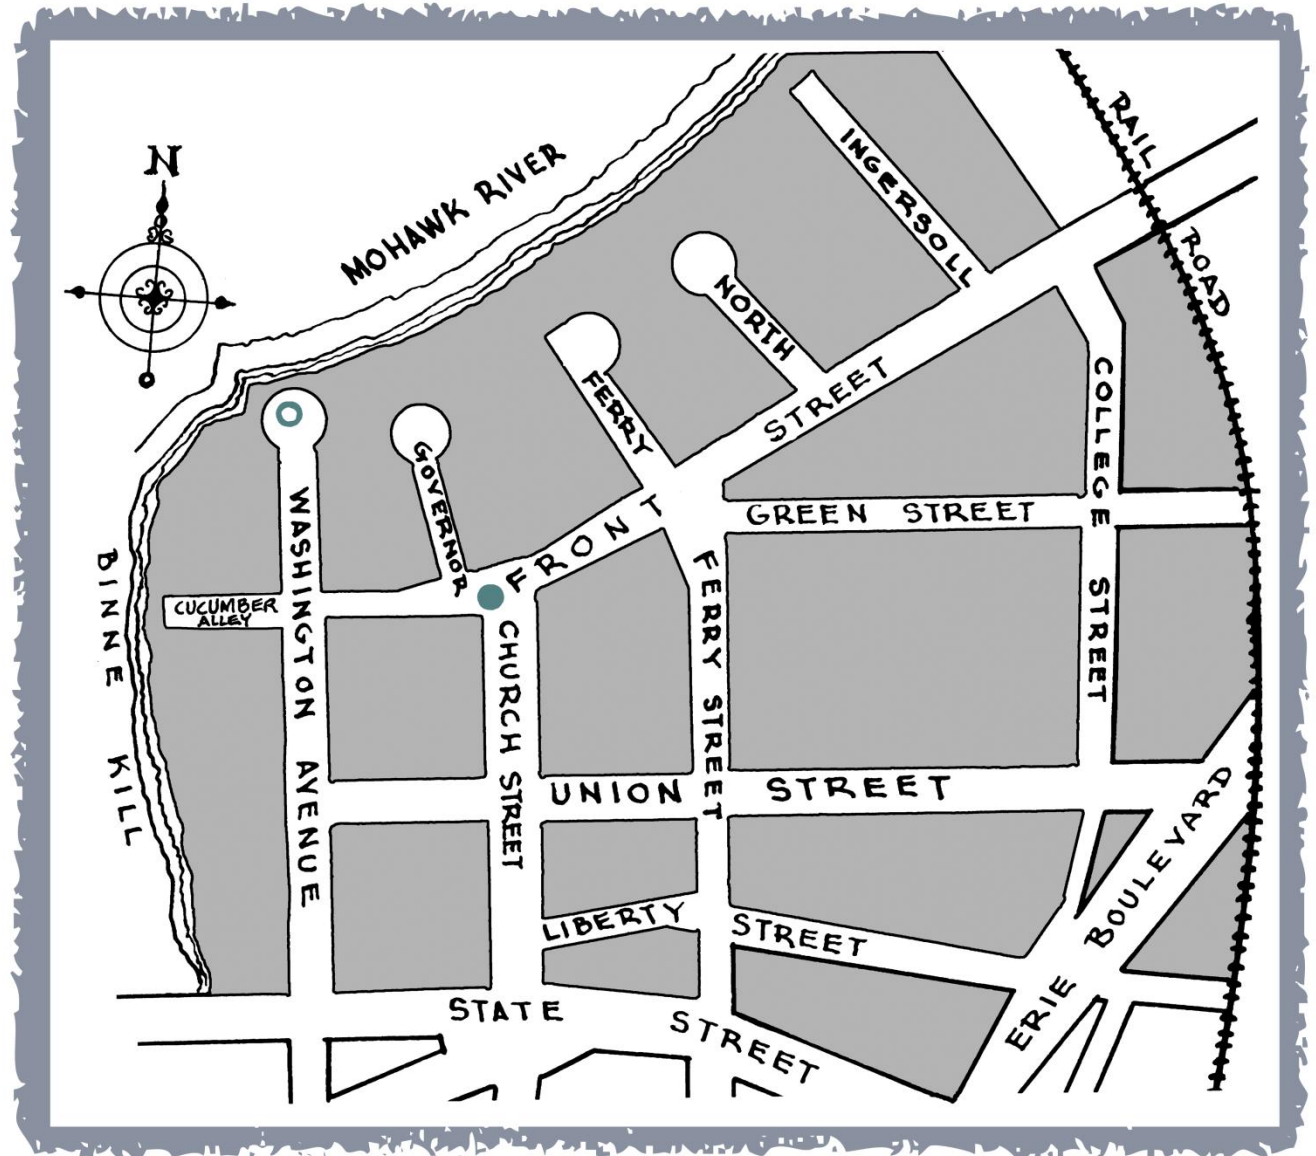 N
MOHAWK RIVER
RAIL
ROAD
INGERSOLL
NORTH
FERRY
GOVERNOR
FRONT STREET
COLLEGE STREET
GREEN STREET
WASHINGTON AVENUE
CUCUMBER
ALLEY
BINNE KILL
CHURCH STREET
FERRY STREET
UNION STREET
LIBERTY STREET
ERIE BOULEVARD
STATE STREET